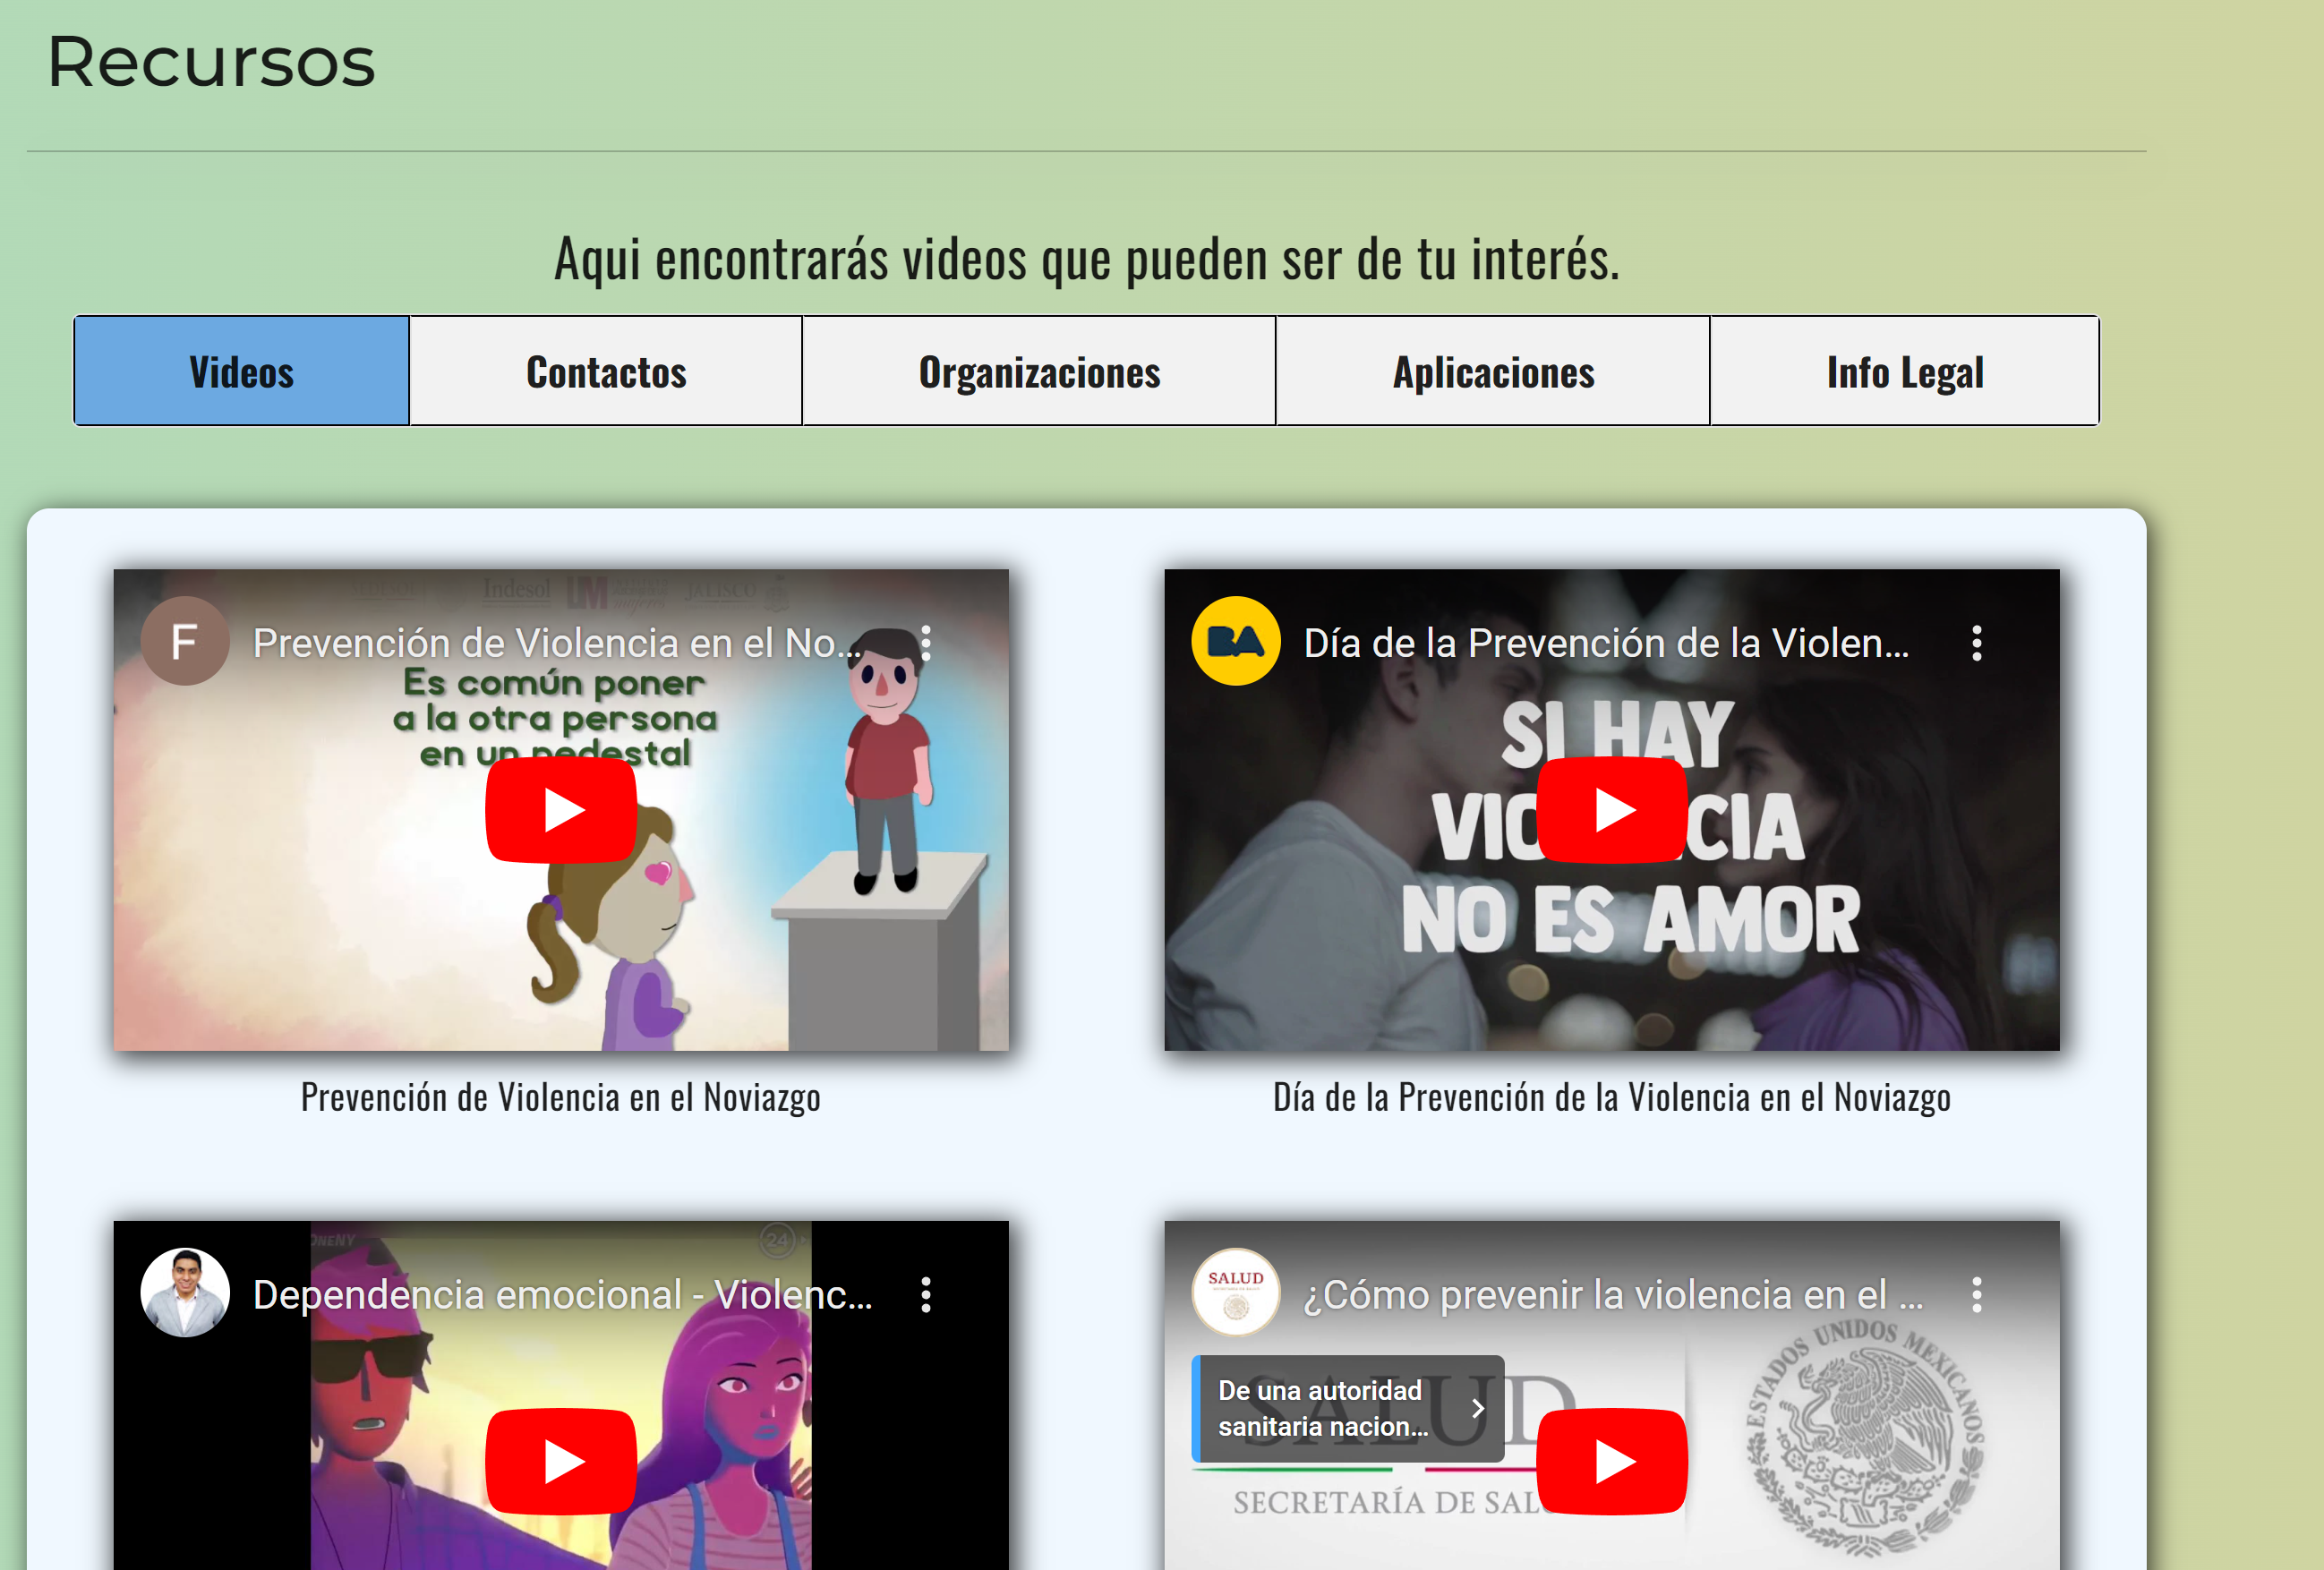 Recursos
Aqui encontrarás videos que pueden ser de tu interés.
Videos
Contactos
Organizaciones
Aplicaciones
Info Legal
Indesol
JALISCO
F
Prevención de Violencia en el No...
Es común poner
a la otra persona
en un pedestal
BA
Día de la Prevención de la Violen...
SI HAY
VIO CIA
NO ES AMOR
Prevención de Violencia en el Noviazgo
Día de la Prevención de la Violencia en el Noviazgo
24
Dependencia emocional - Violenc...
SALUD
¿Cómo prevenir la violencia en el ...
De una autoridad
sanitaria nacion...
SALUD
SECRETARÍA DE SAL
ESTADOS UNIDOS MEXICANOS